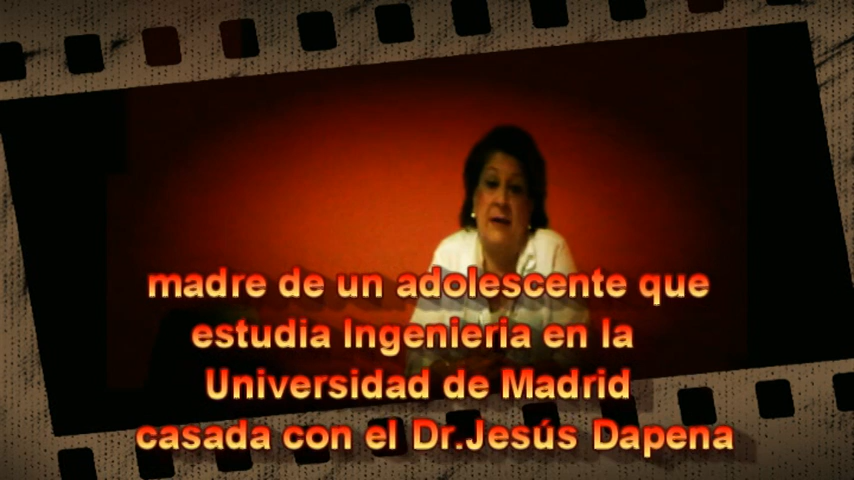 madre de un adolescente que
estudia Ingenieria en la
Universidad de Madrid
casada con el Dr.Jesús Dapena